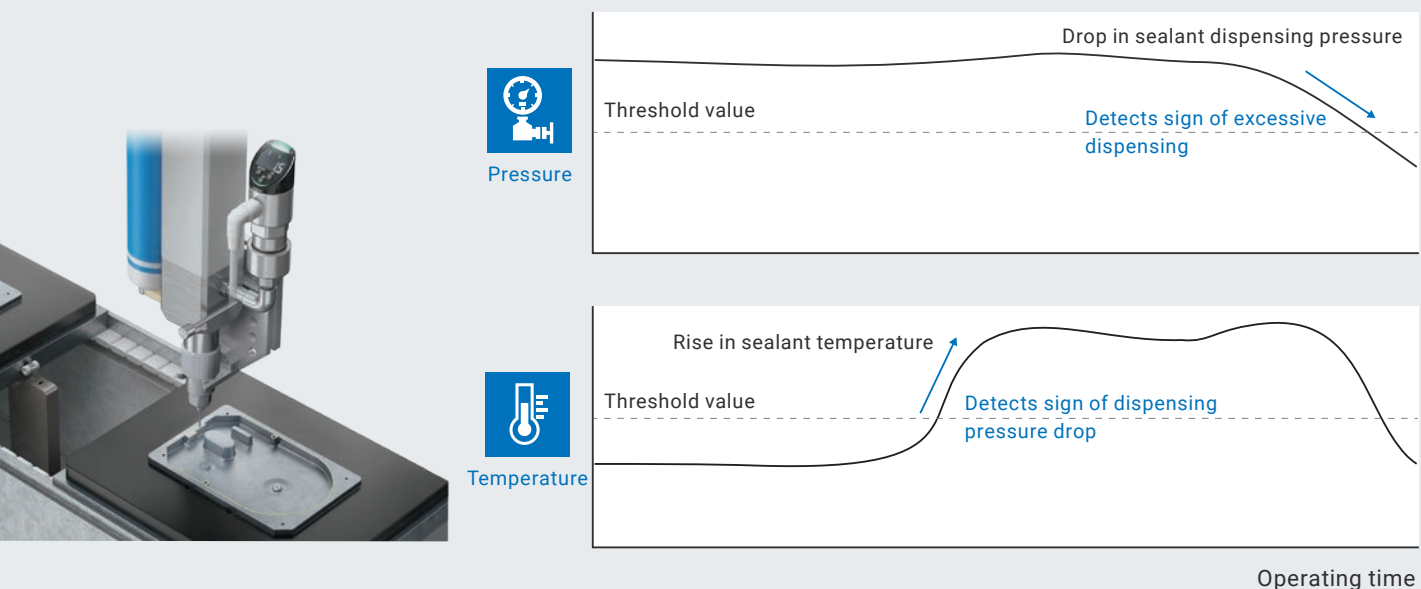 Drop in sealant dispensing pressure
Threshold value
Detects sign of excessive
dispensing
Pressure
Rise in sealant temperature
Threshold value
Detects sign of dispensing
pressure drop
Temperature
Operating time